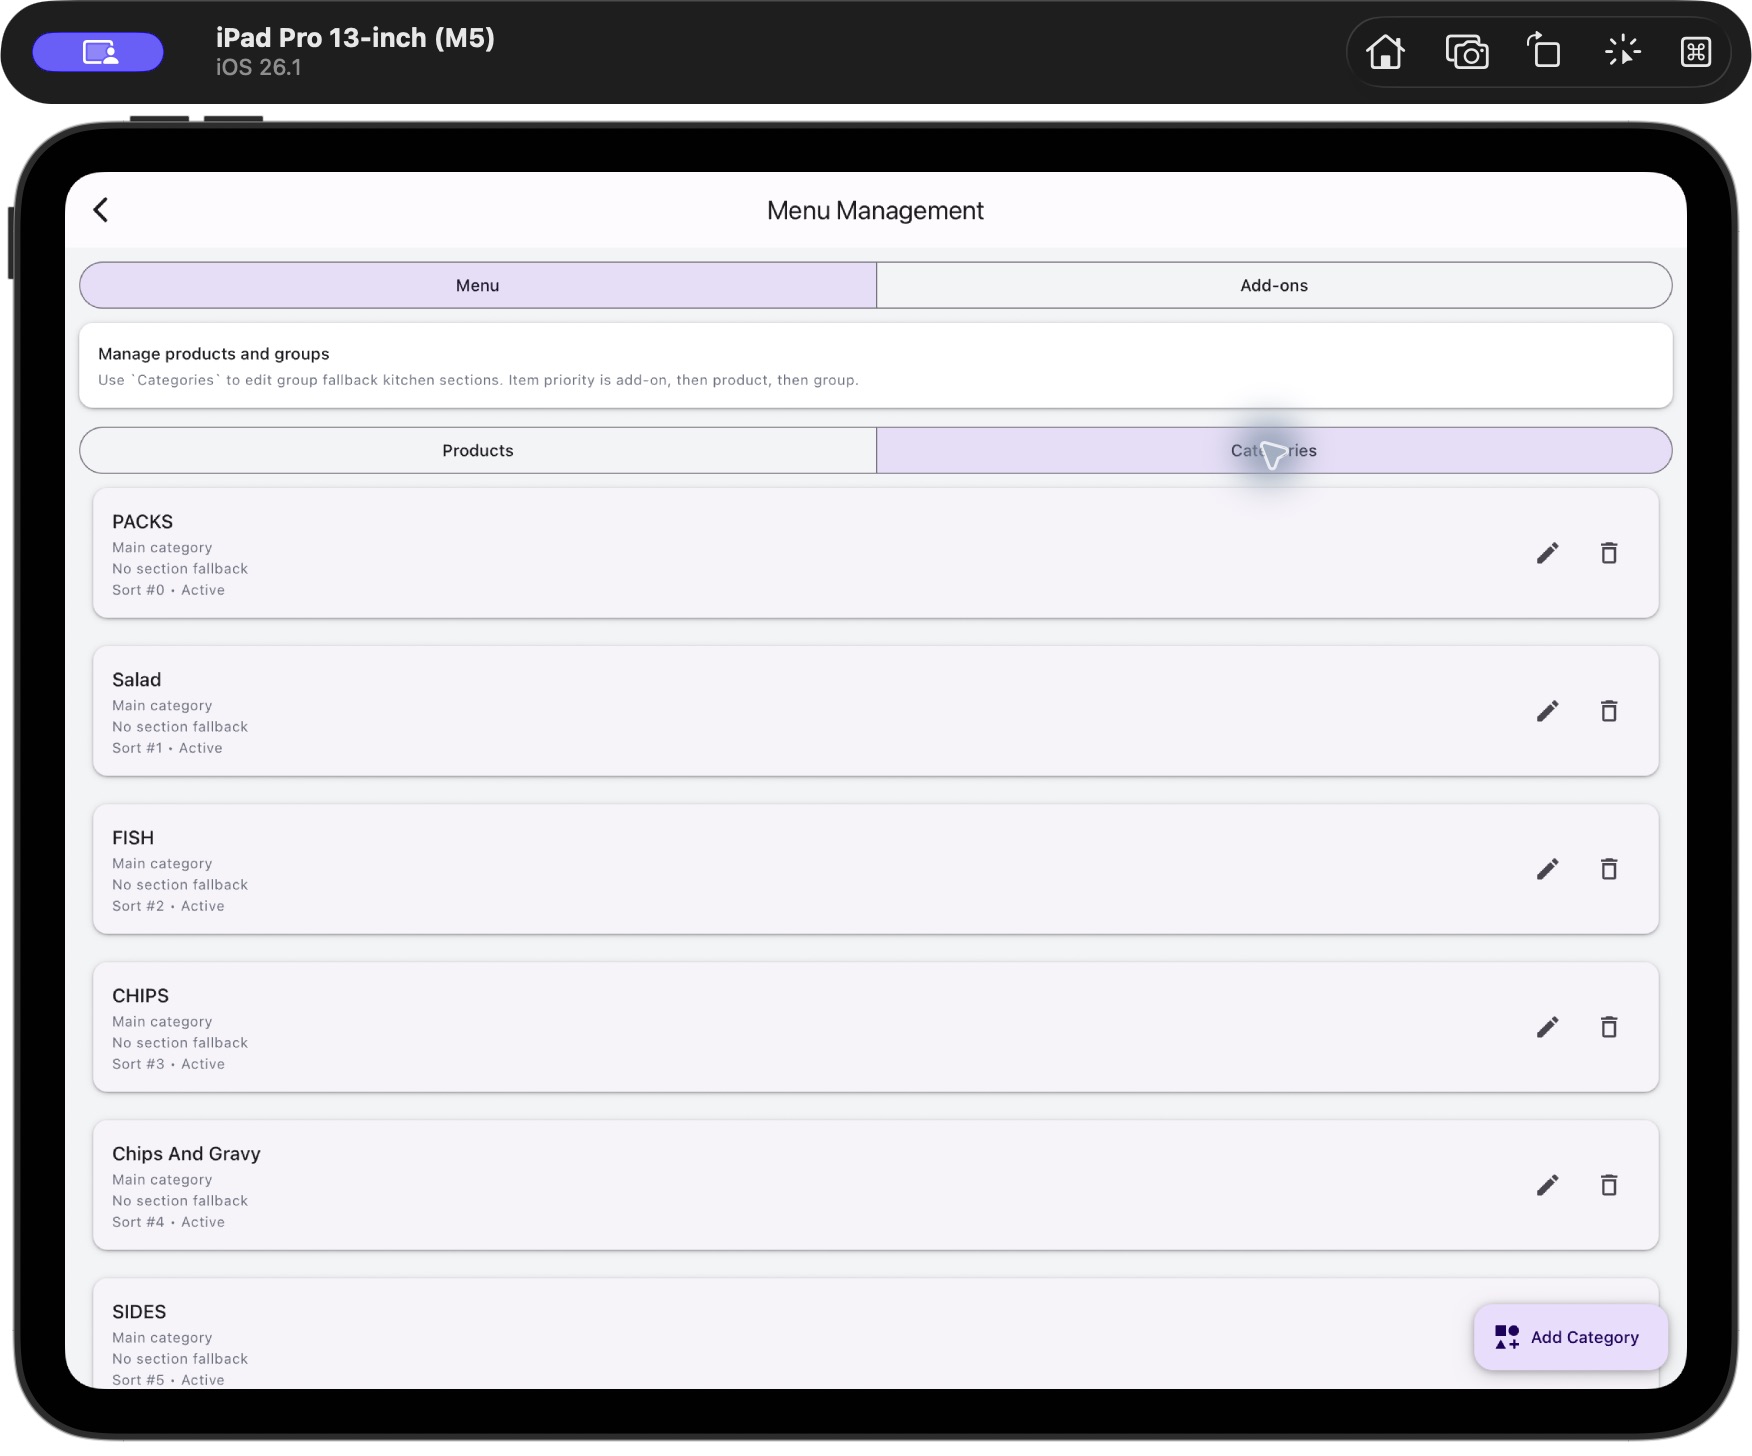 iPad Pro 13-inch (M5)
iOS 26.1
Menu Management
Menu
Add-ons
Manage products and groups
Use `Categories` to edit group fallback kitchen sections. Item priority is add-on, then product, then group.
Products
Categories
PACKS
Main category
No section fallback
Sort #0 • Active
Salad
Main category
No section fallback
Sort #1 • Active
FISH
Main category
No section fallback
Sort #2 • Active
CHIPS
Main category
No section fallback
Sort #3 • Active
Chips And Gravy
Main category
No section fallback
Sort #4 • Active
SIDES
Main category
No section fallback
Sort #5 • Active
Add Category